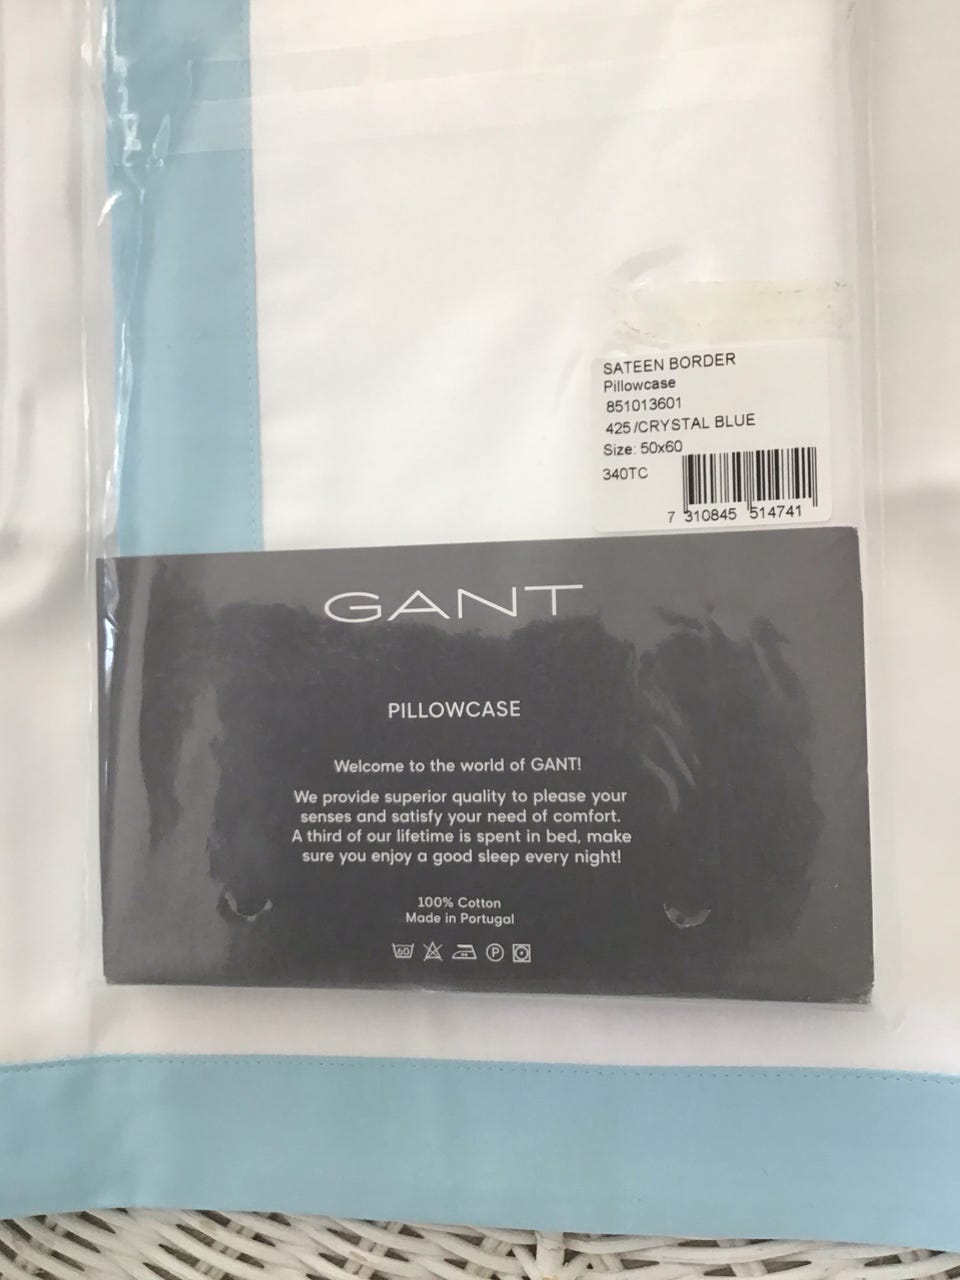 SATEEN BORDER
Pillowcase
851013601
425/CRYSTAL BLUE
Size: 50x60
340TC
7 310845 514741
GANT
PILLOWCASE
Welcome to the world of GANT!
We provide superior quality to please your
senses and satisfy your need of comfort.
A third of our lifetime is spent in bed, make
sure you enjoy a good sleep every night!
100% Cotton
Made in Portugal
60 P